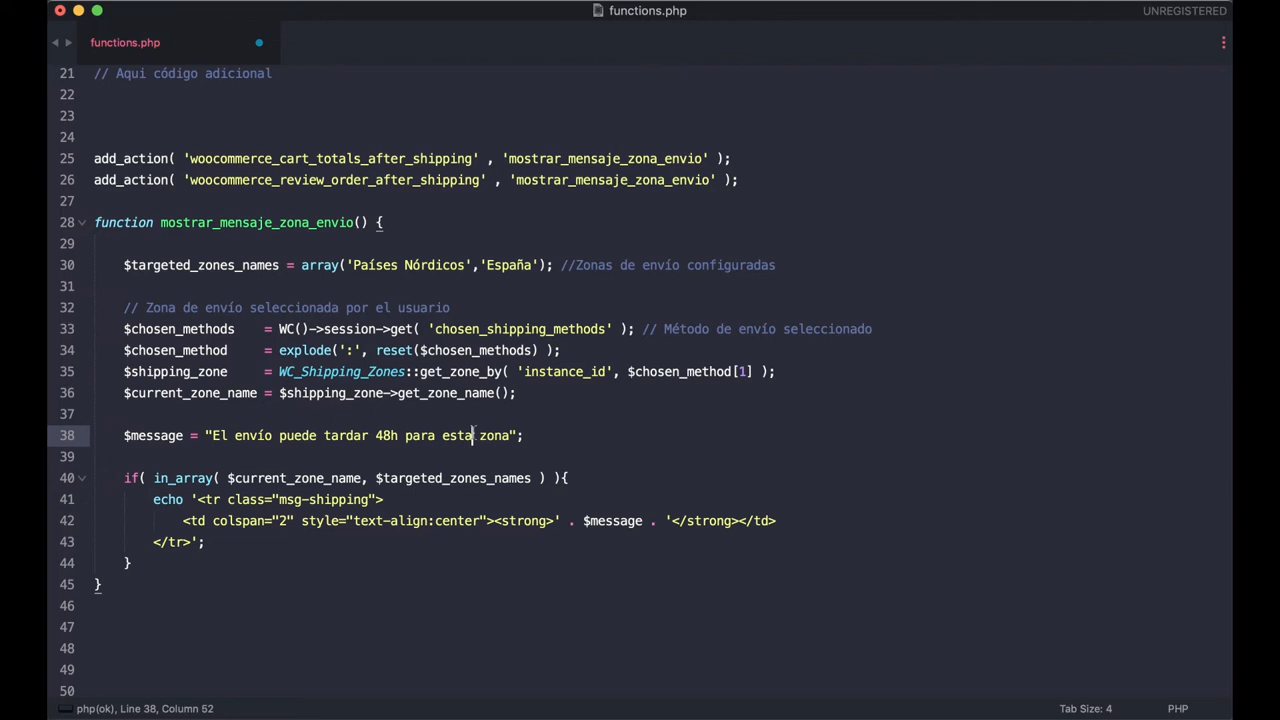 functions.php
UNREGISTERED
functions.php
21 // Aqui código adicional
22
23
24
25 add_action( 'woocommerce_cart_totals_after_shipping' , 'mostrar_mensaje_zona_envio' );
26 add_action( 'woocommerce_review_order_after_shipping' , 'mostrar_mensaje_zona_envio' );
27
28 function mostrar_mensaje_zona_envio() {
29
30 $targeted_zones_names = array('Países Nórdicos','España'); //Zonas de envío configuradas
31
32 // Zona de envío seleccionada por el usuario
33 $chosen_methods = WC()->session->get( 'chosen_shipping_methods' ); // Método de envío seleccionado
34 $chosen_method = explode(':', reset($chosen_methods) );
35 $shipping_zone = WC_Shipping_Zones::get_zone_by( 'instance_id', $chosen_method[1] );
36 $current_zone_name = $shipping_zone->get_zone_name();
37
38 $message = "El envío puede tardar 48h para esta zona";
39
40 if( in_array( $current_zone_name, $targeted_zones_names ) ){
41 echo '<tr class="msg-shipping">
42 <td colspan="2" style="text-align:center"><strong>' . $message . '</strong></td>
43 </tr>';
44 }
45 }
46
47
48
49
50
php(ok), Line 38, Column 52
Tab Size: 4
PHP